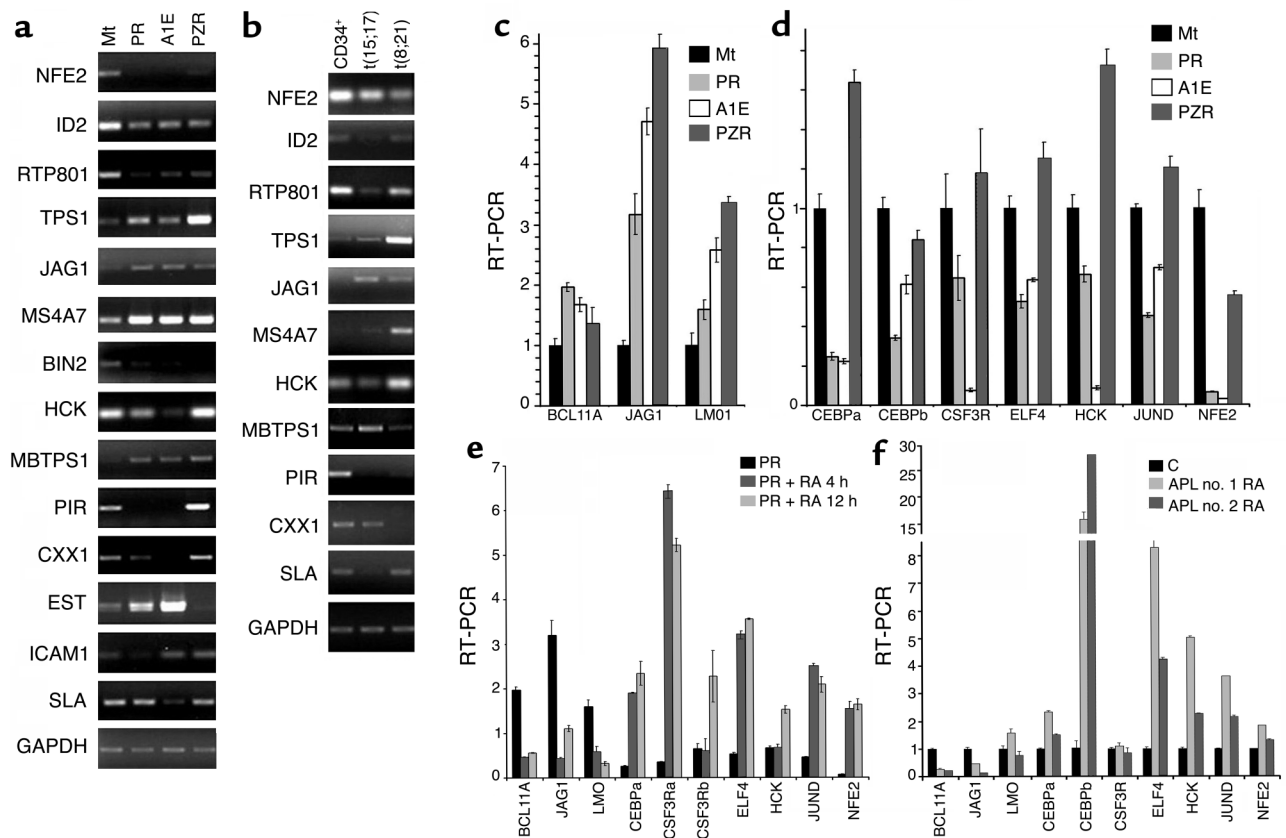 a
Mt PR A1E PZR
NFE2
ID2
RTP801
TPS1
JAG1
MS4A7
BIN2
HCK
MBTPS1
PIR
CXX1
EST
ICAM1
SLA
GAPDH
b
CD34+ t(15;17) t(8;21)
NFE2
ID2
RTP801
TPS1
JAG1
MS4A7
HCK
MBTPS1
PIR
CXX1
SLA
GAPDH
c
RT-PCR
6
5
4
3
2
1
0
Mt
PR
A1E
PZR
BCL11A JAG1 LM01
d
RT-PCR
1
0
Mt
PR
A1E
PZR
CEBPa CEBPb CSF3R ELF4 HCK JUND NFE2
e
RT-PCR
7
6
5
4
3
2
1
0
PR
PR + RA 4 h
PR + RA 12 h
BCL11A JAG1 LMO CEBPa CSF3Ra CSF3Rb ELF4 HCK JUND NFE2
f
RT-PCR
30
25
20
15
8
7
6
5
4
3
2
1
0
C
APL no. 1 RA
APL no. 2 RA
BCL11A JAG1 LMO CEBPa CEBPb CSF3R ELF4 HCK JUND NFE2